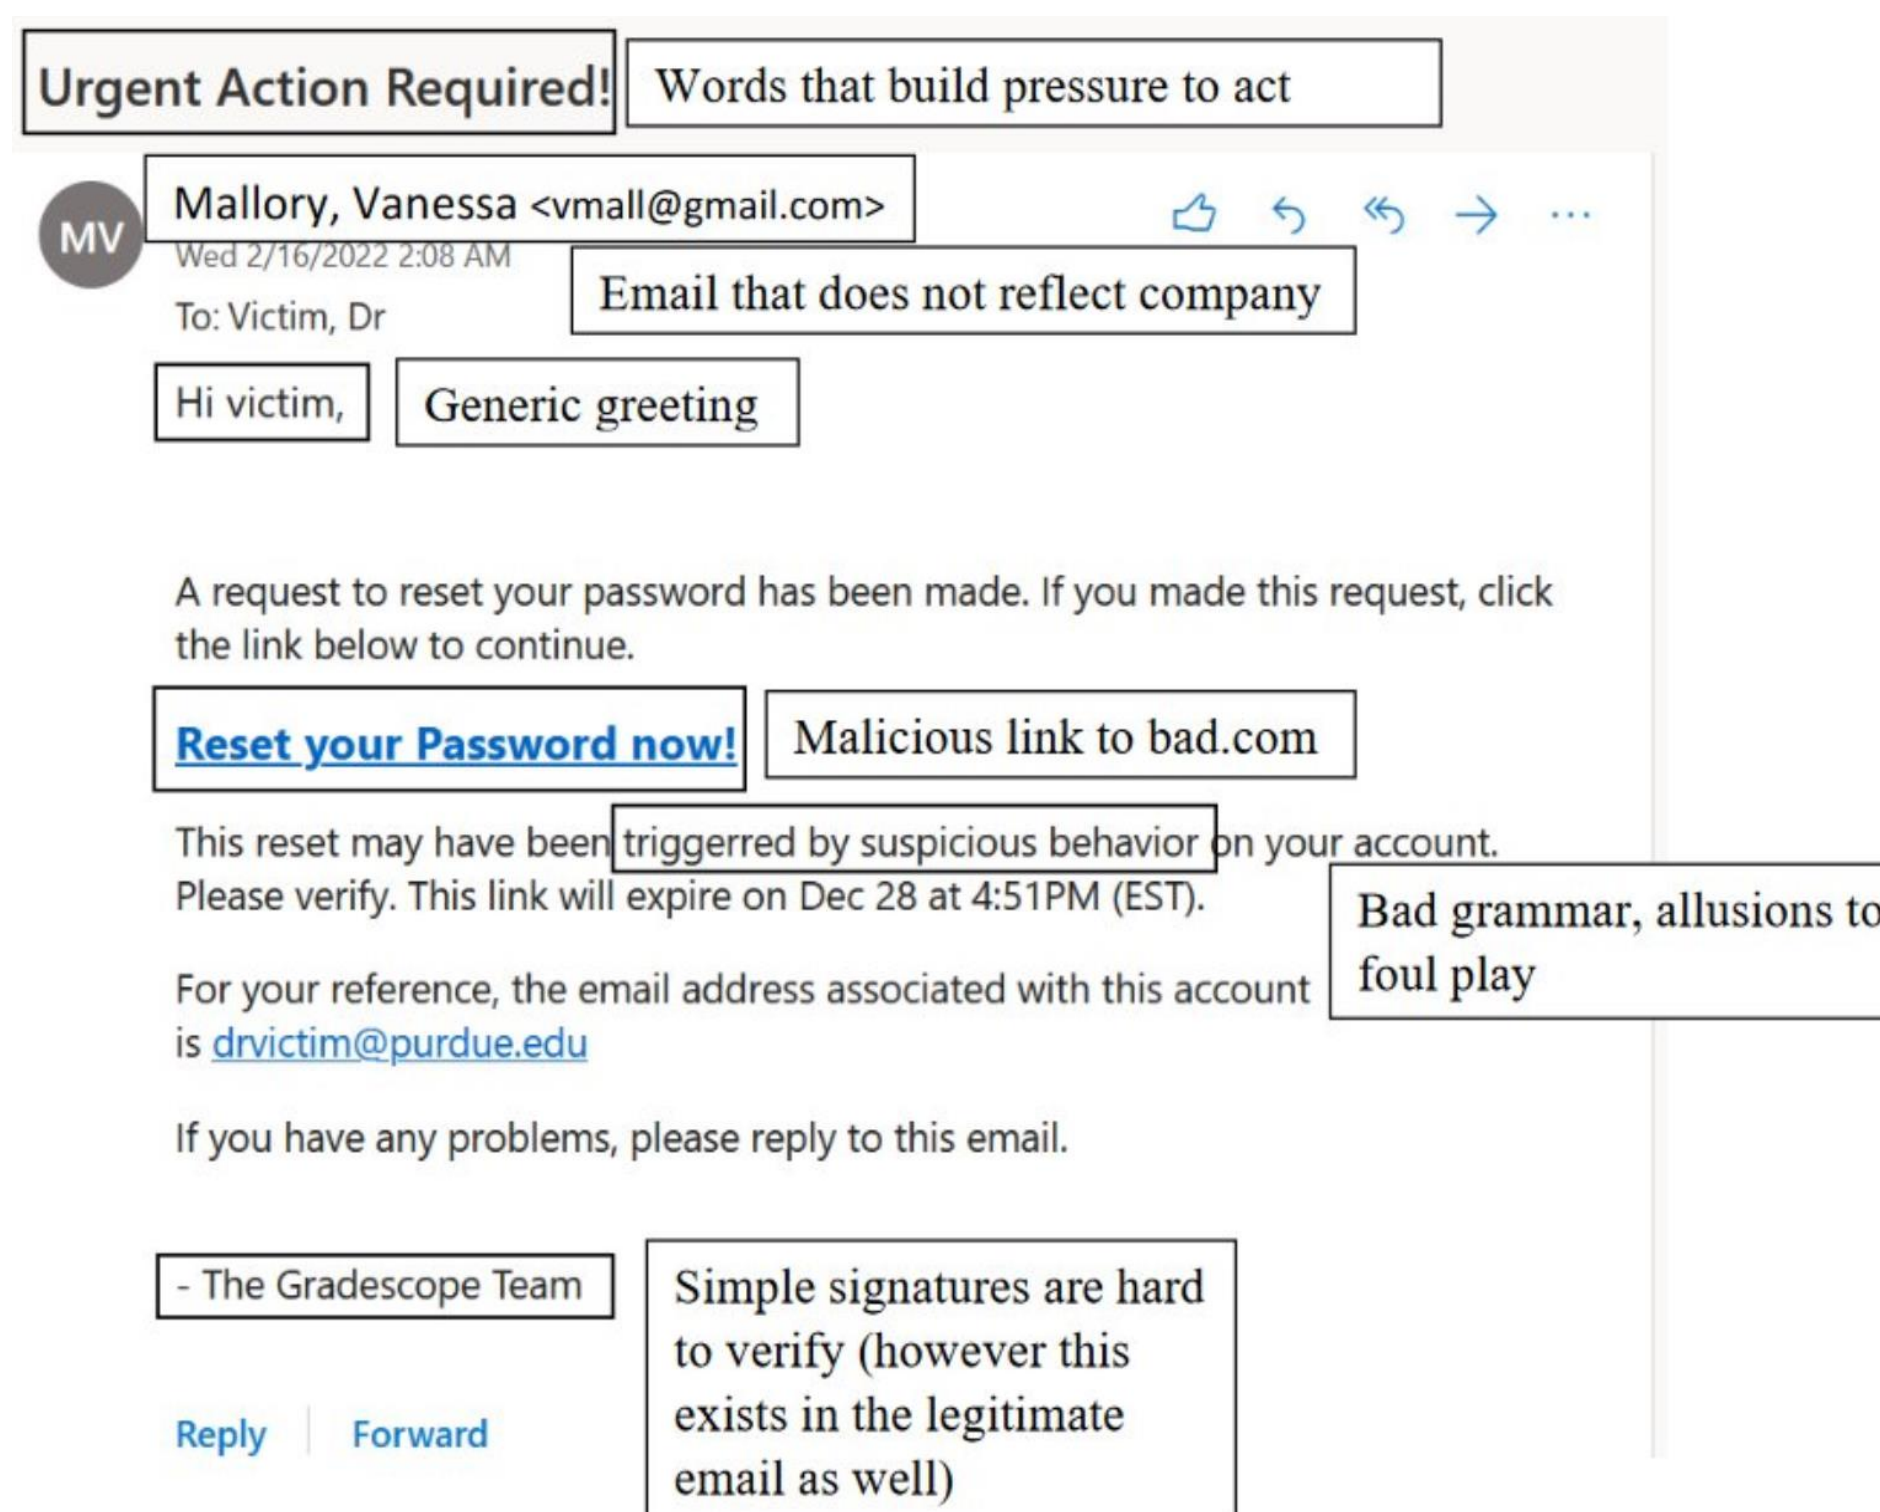 Urgent Action Required!
Words that build pressure to act
MV
Mallory, Vanessa <vmall@gmail.com>
Wed 2/16/2022 2:08 AM
Email that does not reflect company
To: Victim, Dr
Hi victim,
Generic greeting
A request to reset your password has been made. If you made this request, click
the link below to continue.
Reset your Password now!
Malicious link to bad.com
This reset may have been triggerred by suspicious behavior on your account.
Please verify. This link will expire on Dec 28 at 4:51PM (EST).
Bad grammar, allusions to
foul play
For your reference, the email address associated with this account
is drvictim@purdue.edu
If you have any problems, please reply to this email.
- The Gradescope Team
Simple signatures are hard
to verify (however this
exists in the legitimate
email as well)
Reply
Forward